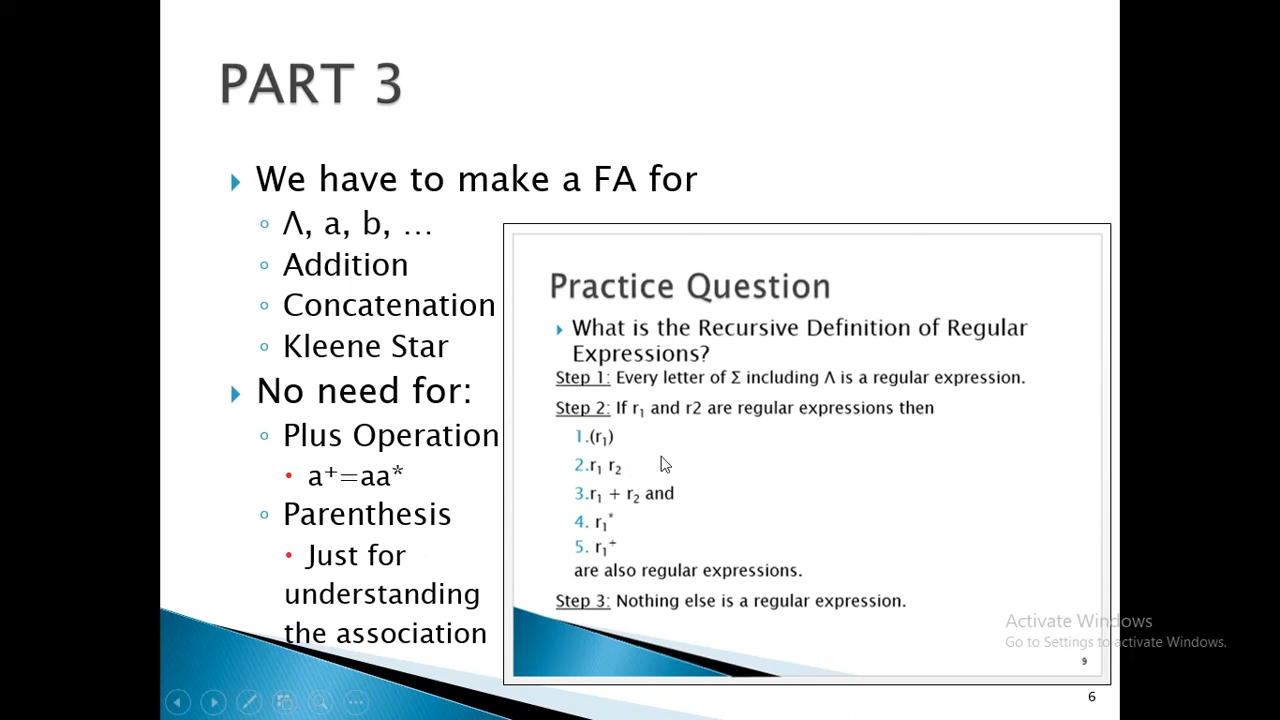 PART 3
We have to make a FA for
Λ, a, b, …
Addition
Concatenation
Kleene Star
No need for:
Plus Operation
a⁺=aa*
Parenthesis
Just for
understanding
the association
Practice Question
What is the Recursive Definition of Regular
Expressions?
Step 1: Every letter of Σ including Λ is a regular expression.
Step 2: If r₁ and r2 are regular expressions then
1.(r₁)
2.r₁ r₂
3.r₁ + r₂ and
4. r₁*
5. r₁⁺
are also regular expressions.
Step 3: Nothing else is a regular expression.
9
Activate Windows
Go to Settings to activate Windows.
6